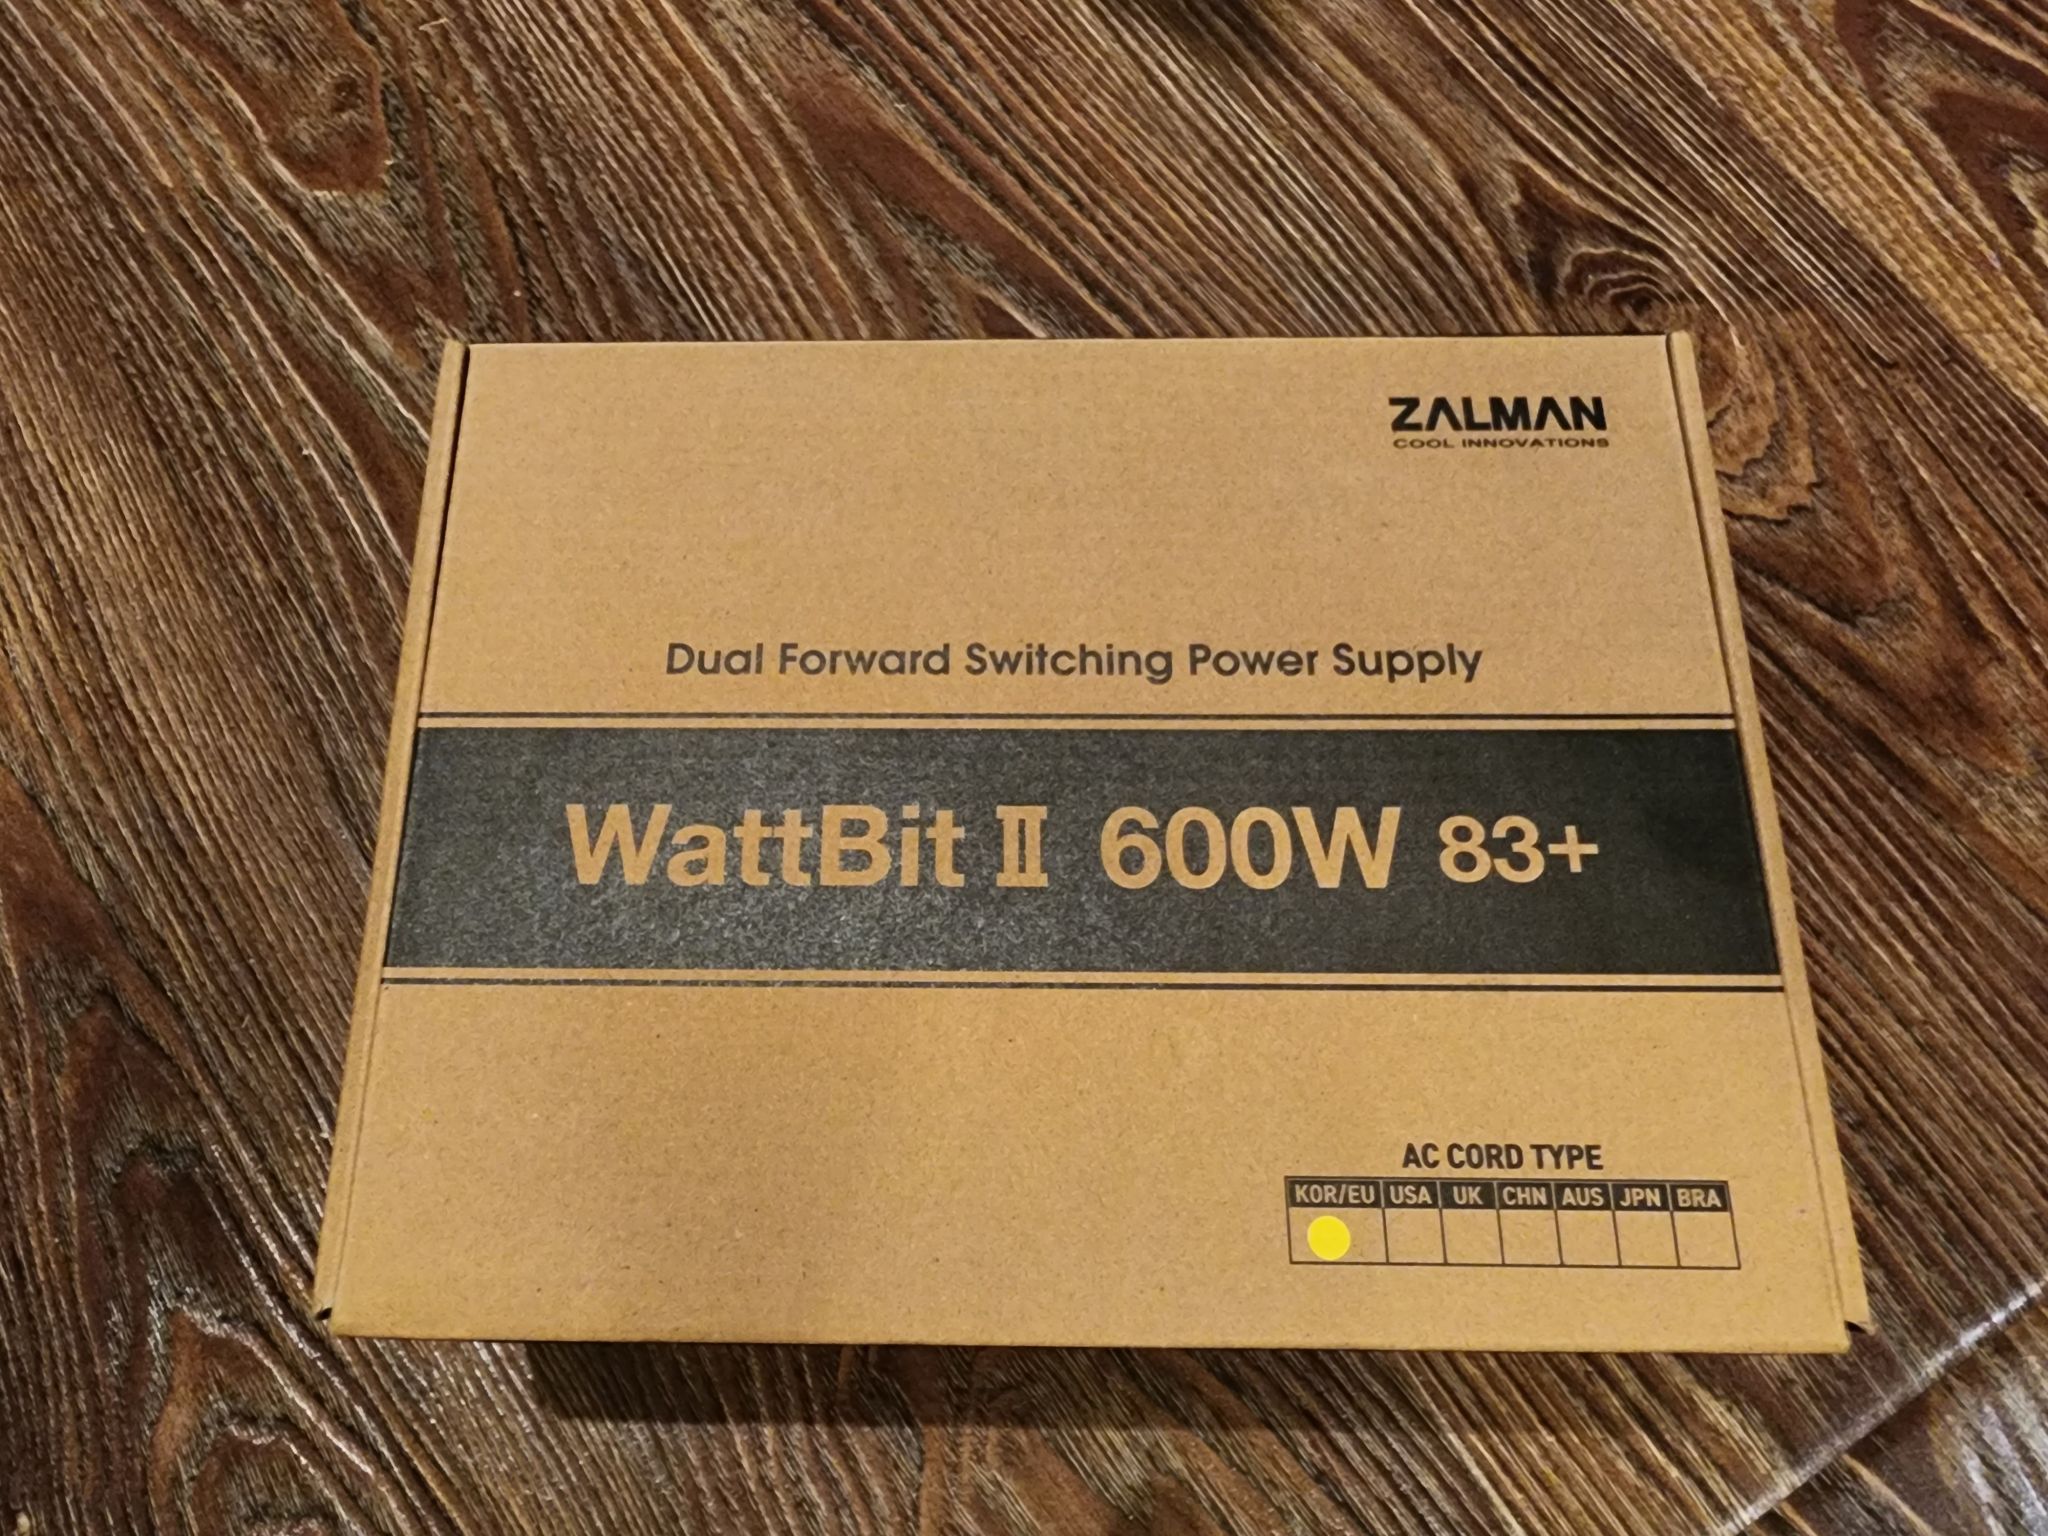 ZALMAN
COOL INNOVATIONS
Dual Forward Switching Power Supply
WattBit II 600W 83+
AC CORD TYPE
KOR/EU USA UK CHN AUS JPN BRA